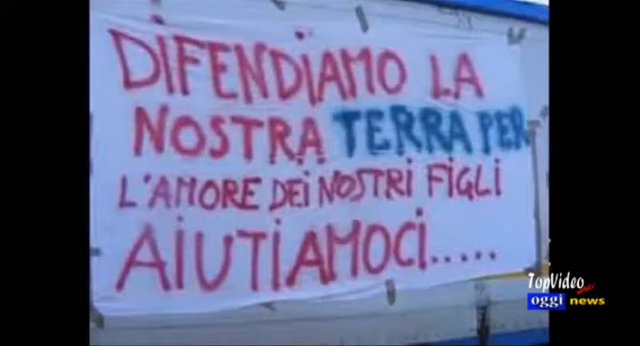 DIFENDIAMO LA
NOSTRA TERRA PER
L'AMORE DEI NOSTRI FIGLI
AIUTIAMOCI.....
TopVideo
oggi news